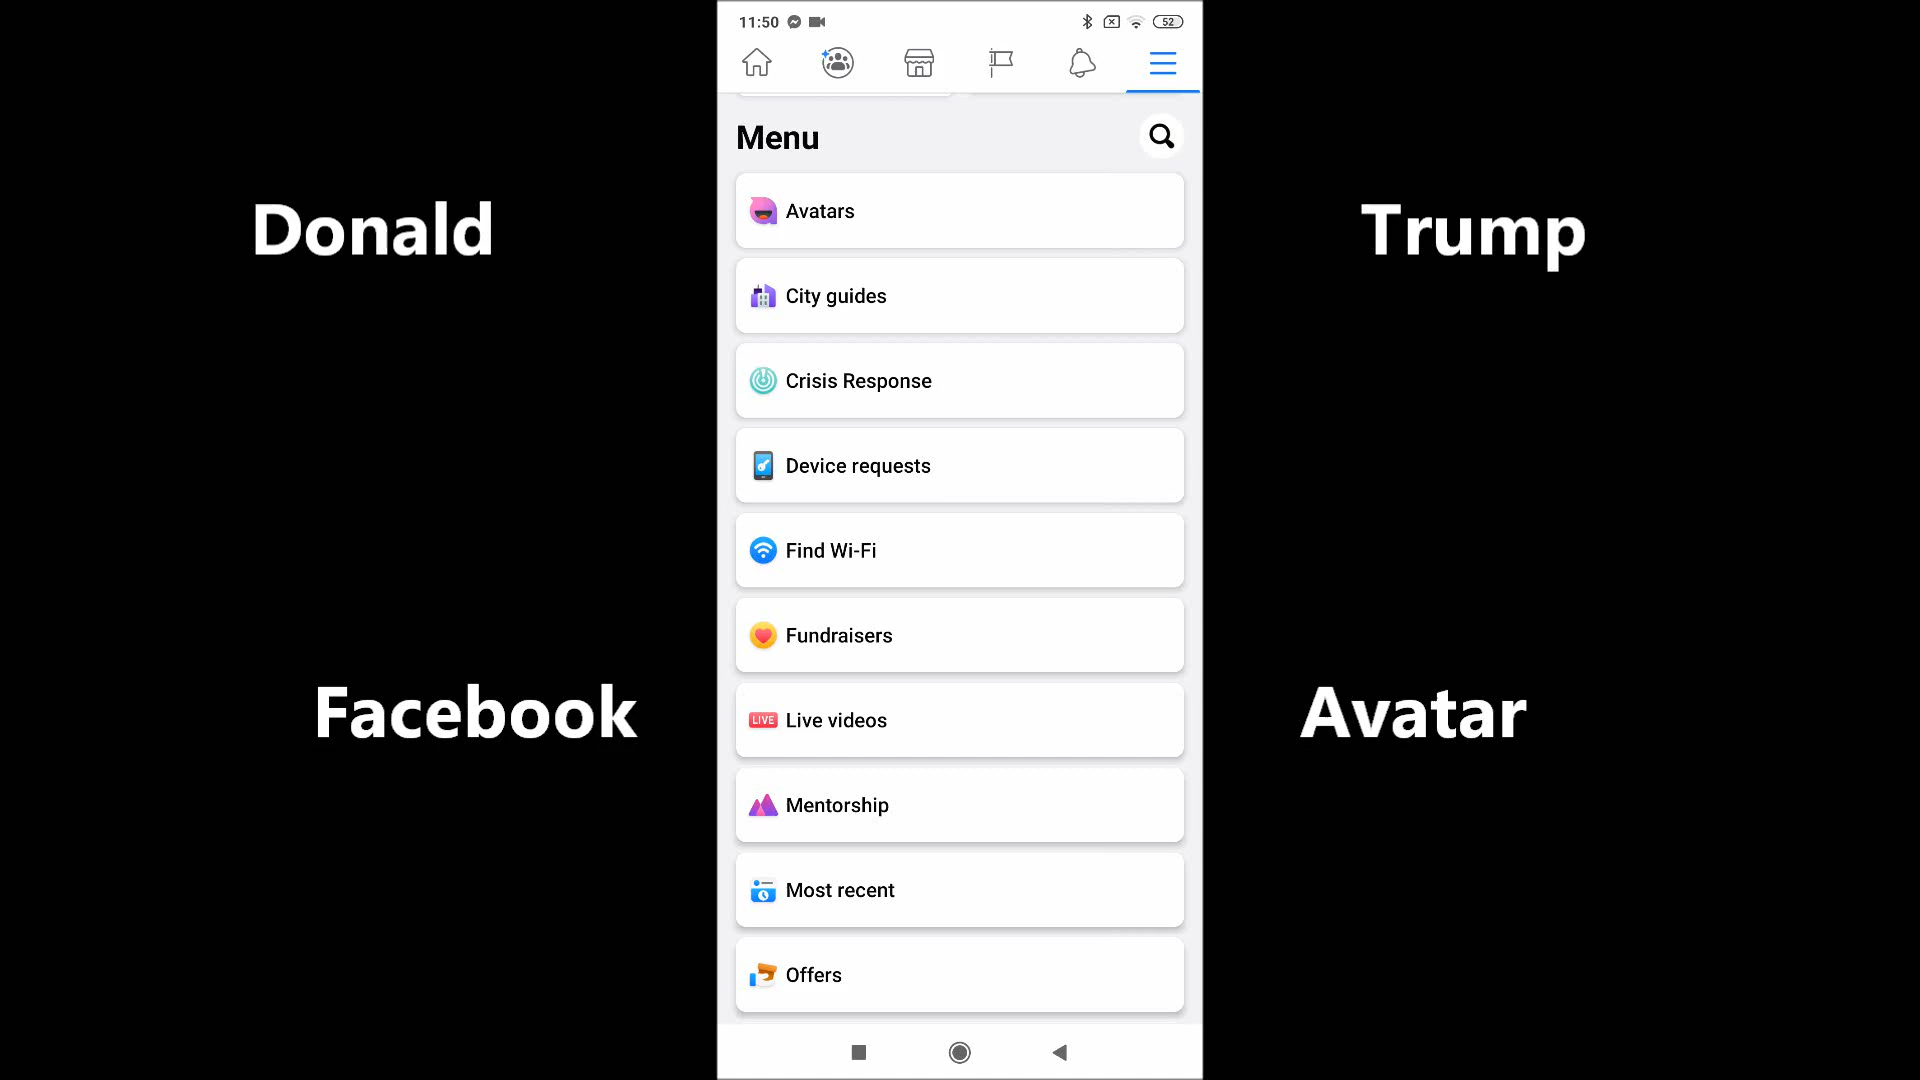 11:50
52
Menu
Donald
Trump
Avatars
City guides
Crisis Response
Device requests
Find Wi-Fi
Fundraisers
Facebook
Avatar
LIVE Live videos
Mentorship
Most recent
Offers